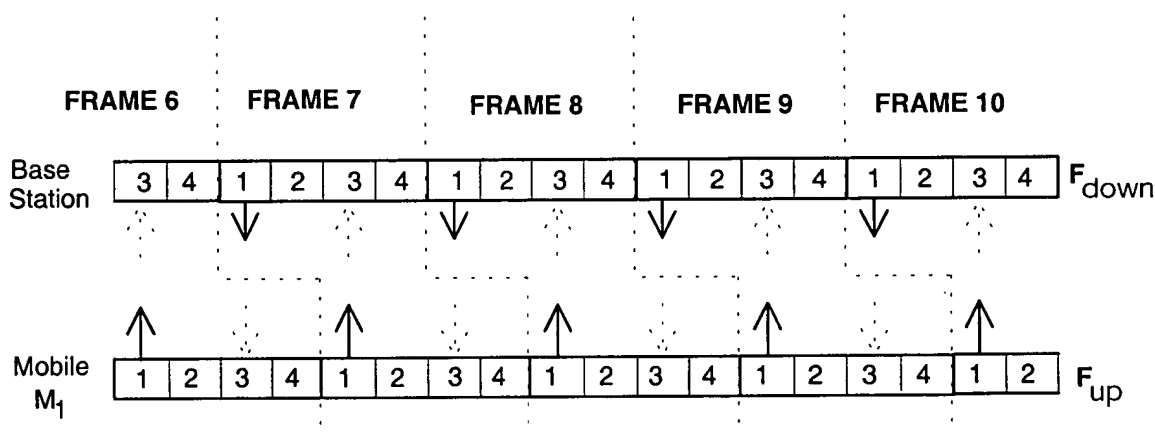 FRAME 6 FRAME 7 FRAME 8 FRAME 9 FRAME 10
Base
Station
3 4 1 2 3 4 1 2 3 4 1 2 3 4 1 2 3 4
Fdown
Mobile
M1
1 2 3 4 1 2 3 4 1 2 3 4 1 2 3 4 1 2
Fup